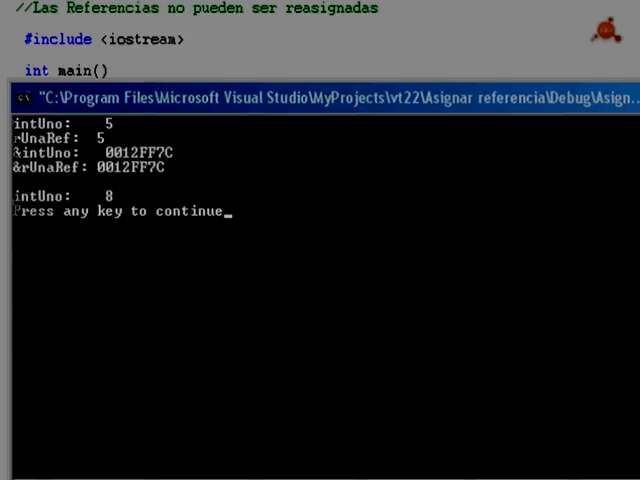 //Las Referencias no pueden ser reasignadas
#include <iostream>
int main()
"C:\Program Files\Microsoft Visual Studio\MyProjects\vt22\Asignar referencia\Debug\Asign...
intUno:    5
rUnaRef:  5
&intUno:   0012FF7C
&rUnaRef: 0012FF7C
intUno:    8
Press any key to continue_